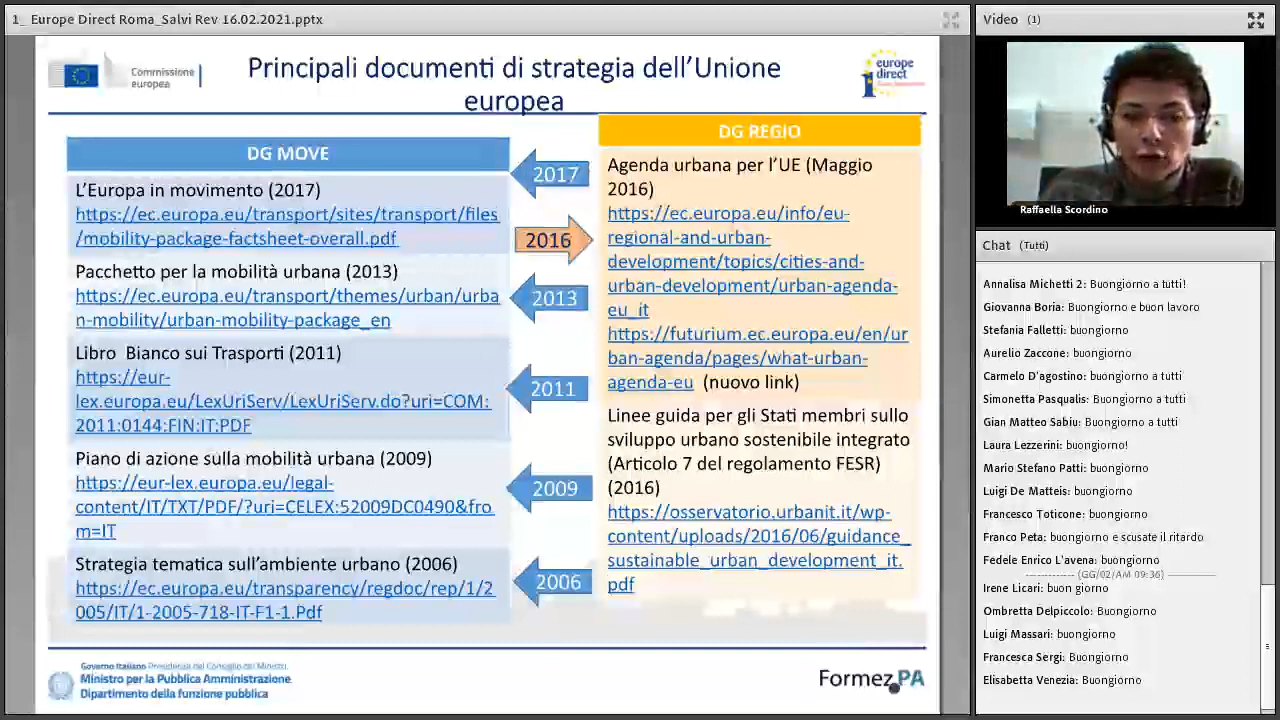 1_ Europe Direct Roma_Salvi Rev 16.02.2021.pptx
Commissione
europea
Principali documenti di strategia dell'Unione
europea
europe
direct
DG MOVE
L'Europa in movimento (2017)
https://ec.europa.eu/transport/sites/transport/files
/mobility-package-factsheet-overall.pdf
Pacchetto per la mobilità urbana (2013)
https://ec.europa.eu/transport/themes/urban/urba
n-mobility/urban-mobility-package_en
Libro  Bianco sui Trasporti (2011)
https://eur-
lex.europa.eu/LexUriServ/LexUriServ.do?uri=COM:
2011:0144:FIN:IT:PDF
Piano di azione sulla mobilità urbana (2009)
https://eur-lex.europa.eu/legal-
content/IT/TXT/PDF/?uri=CELEX:52009DC0490&fro
m=IT
Strategia tematica sull'ambiente urbano (2006)
https://ec.europa.eu/transparency/regdoc/rep/1/2
005/IT/1-2005-718-IT-F1-1.Pdf
2017
2016
2013
2011
2009
2006
DG REGIO
Agenda urbana per l'UE (Maggio
2016)
https://ec.europa.eu/info/eu-
regional-and-urban-
development/topics/cities-and-
urban-development/urban-agenda-
eu_it
https://futurium.ec.europa.eu/en/ur
ban-agenda/pages/what-urban-
agenda-eu  (nuovo link)
Linee guida per gli Stati membri sullo
sviluppo urbano sostenibile integrato
(Articolo 7 del regolamento FESR)
(2016)
https://osservatorio.urbanit.it/wp-
content/uploads/2016/06/guidance_
sustainable_urban_development_it.
pdf
Governo Italiano Presidenza del Consiglio dei Ministri
Ministro per la Pubblica Amministrazione
Dipartimento della funzione pubblica
Formez PA
Video (1)
Raffaella Scordino
Chat (Tutti)
Annalisa Michetti 2: Buongiorno a tutti!
Giovanna Boria: Buongiorno e buon lavoro
Stefania Falletti: buongiorno
Aurelio Zaccone: buongiorno
Carmelo D'agostino: buongiorno a tutti
Simonetta Pasqualis: Buongiorno a tutti
Gian Matteo Sabiu: Buongiorno a tutti
Laura Lezzerini: buongiorno!
Mario Stefano Patti: buongiorno
Luigi De Matteis: buongiorno
Francesco Toticone: buongiorno
Franco Peta: buongiorno e scusate il ritardo
Fedele Enrico L'avena: buongiorno
(GG/02/AM 09:36)
Irene Licari: buon giorno
Ombretta Delpiccolo: Buongiorno
Luigi Massari: buongiorno
Francesca Sergi: Buongiorno
Elisabetta Venezia: Buongiorno